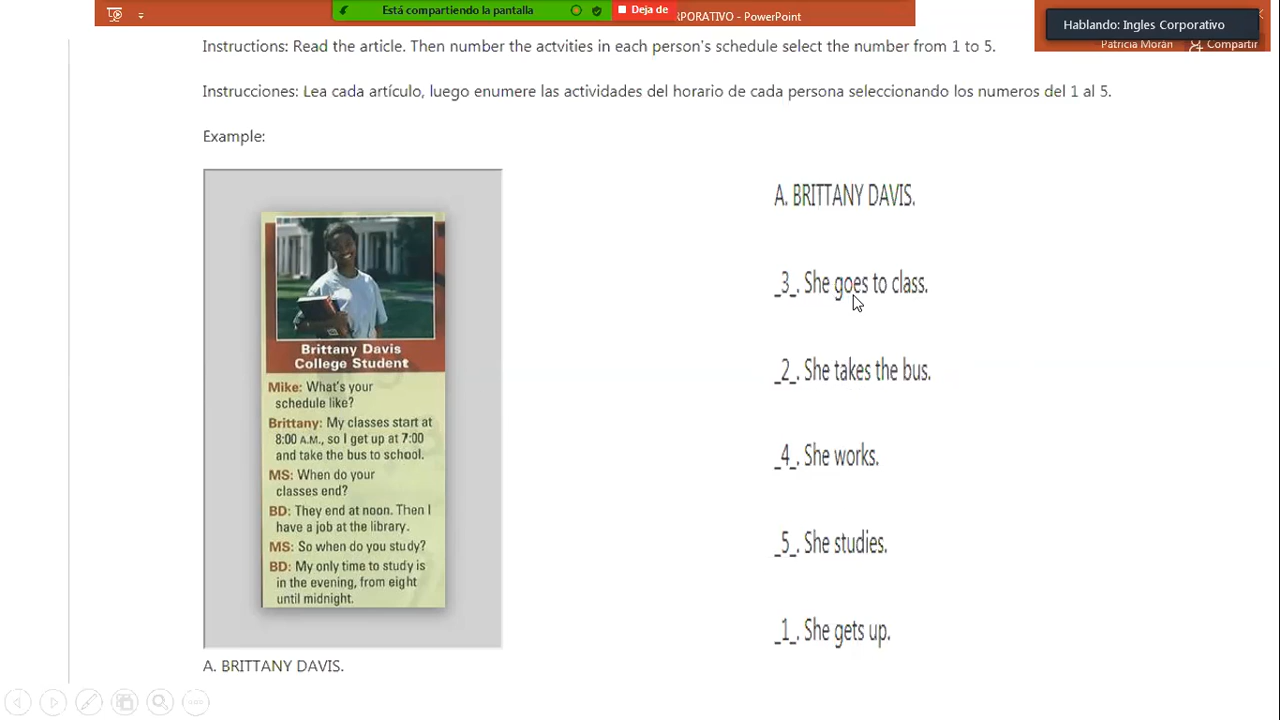 Está compartiendo la pantalla
Deja de
CORPORATIVO - PowerPoint
Hablando: Ingles Corporativo
Patricia Morán
Compartir
Instructions: Read the article. Then number the actvities in each person's schedule select the number from 1 to 5.
Instrucciones: Lea cada artículo, luego enumere las actividades del horario de cada persona seleccionando los numeros del 1 al 5.
Example:
Brittany Davis
College Student
Mike: What's your
schedule like?
Brittany: My classes start at
8:00 A.M., so I get up at 7:00
and take the bus to school.
MS: When do your
classes end?
BD: They end at noon. Then I
have a job at the library.
MS: So when do you study?
BD: My only time to study is
in the evening, from eight
until midnight.
A. BRITTANY DAVIS.
A. BRITTANY DAVIS.
_3_. She goes to class.
_2_. She takes the bus.
_4_. She works.
_5_. She studies.
_1_. She gets up.